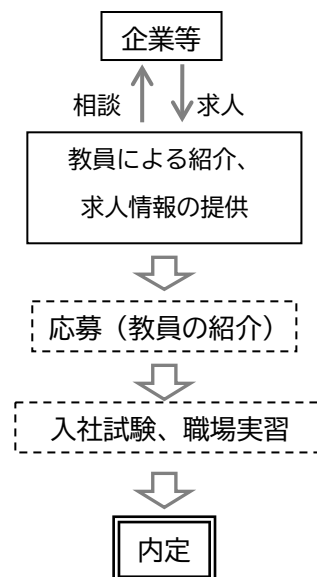 企業等
相談
求人
教員による紹介、
求人情報の提供
応募（教員の紹介）
入社試験、職場実習
内定